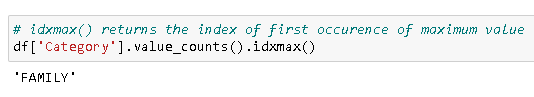 # idxmax() returns the index of first occurence of maximum value
df['Category'].value_counts().idxmax()
'FAMILY'